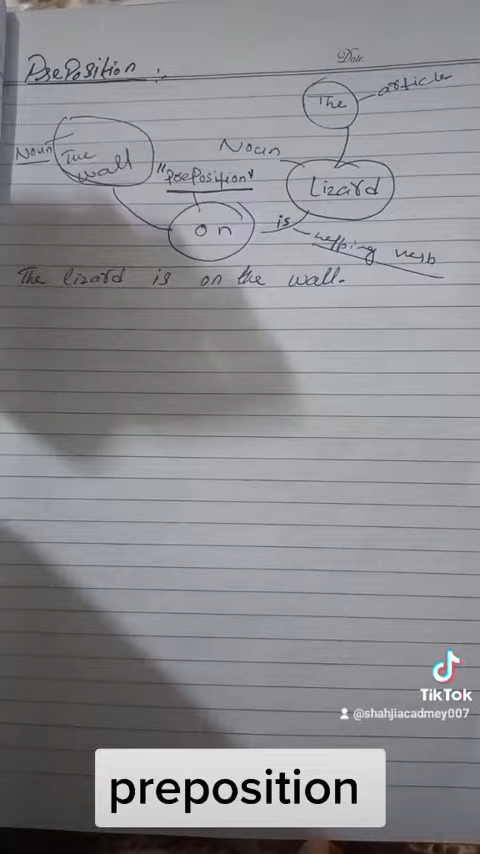 Preposition :.
Date
The article
Noun The wall
Noun
"Preposition"
Lizard
on
is helping verb
The lizard is on the wall.
TikTok
@shahjiacadmey007
preposition